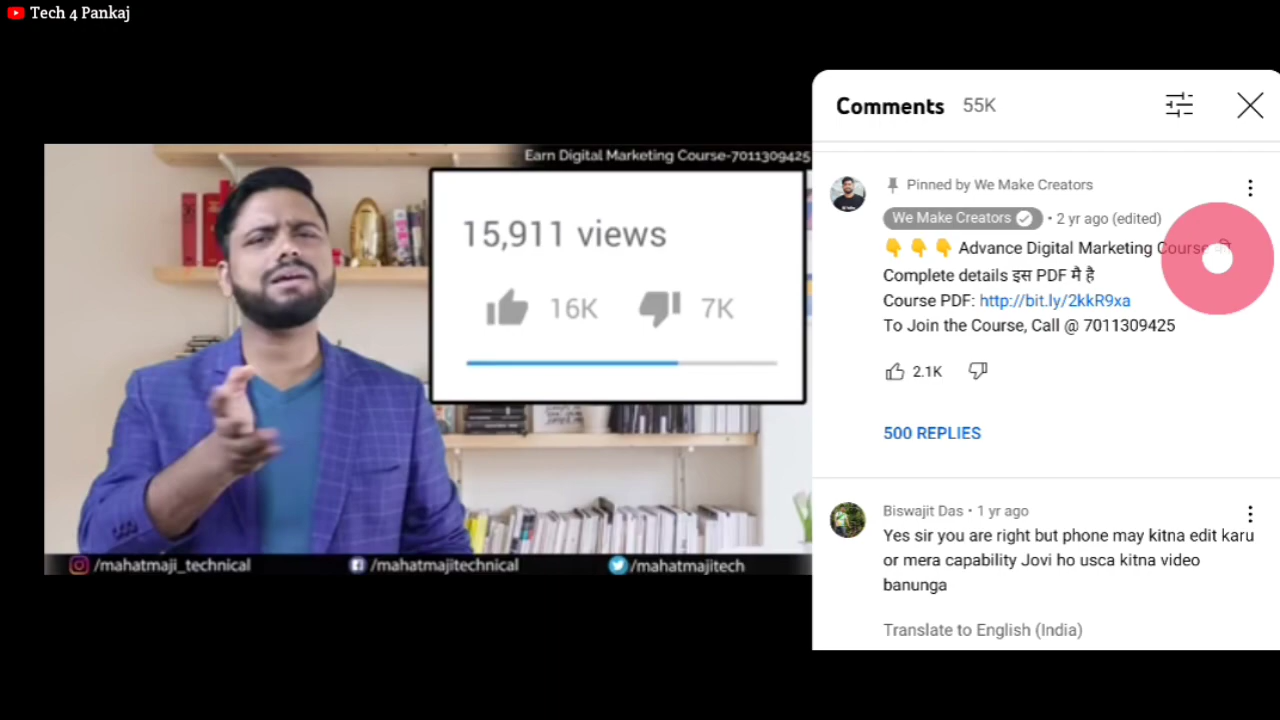 Tech 4 Pankaj
Earn Digital Marketing Course-7011309425
15,911 views
16K 7K
/mahatmaji_technical /mahatmajitechnical /mahatmajitech
Comments 55K
Pinned by We Make Creators
We Make Creators • 2 yr ago (edited)
👇 👇 👇 Advance Digital Marketing Course की
Complete details इस PDF मै है
Course PDF: http://bit.ly/2kkR9xa
To Join the Course, Call @ 7011309425
2.1K
500 REPLIES
Biswajit Das • 1 yr ago
Yes sir you are right but phone may kitna edit karu
or mera capability Jovi ho usca kitna video
banunga
Translate to English (India)